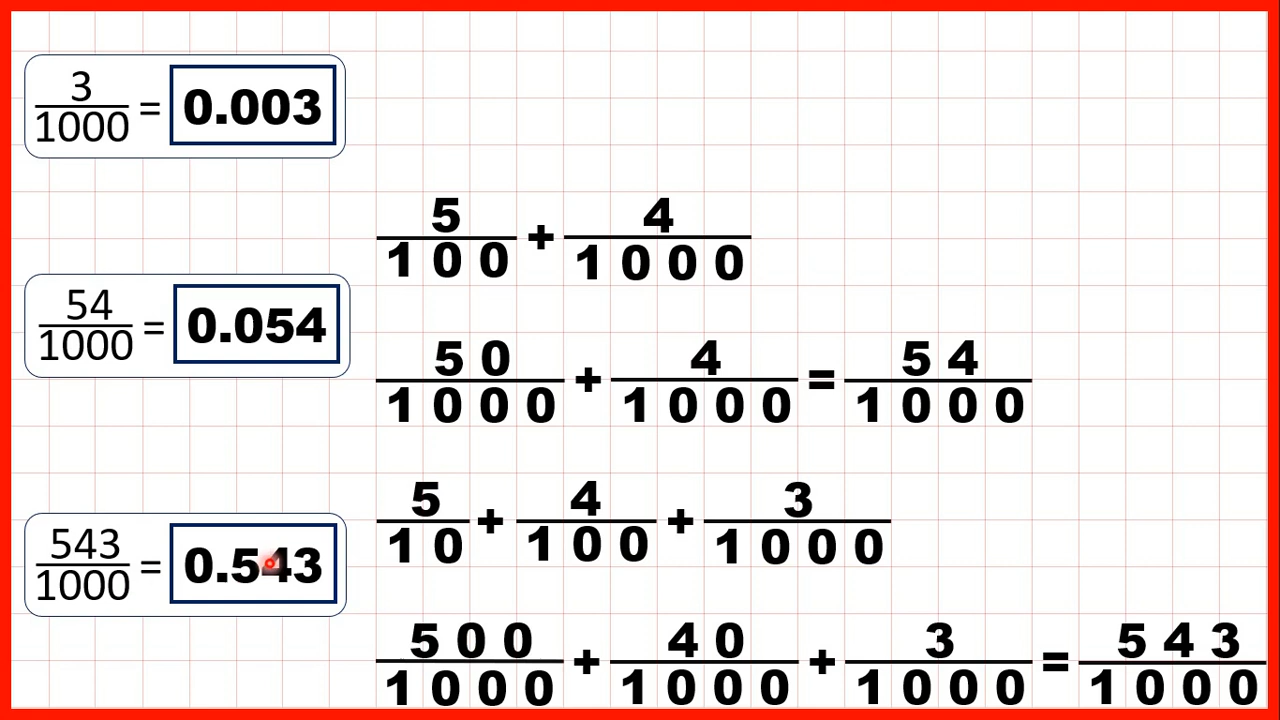 3/1000 = 0.003
5/100 + 4/1000
54/1000 = 0.054
50/1000 + 4/1000 = 54/1000
5/10 + 4/100 + 3/1000
543/1000 = 0.543
500/1000 + 40/1000 + 3/1000 = 543/1000